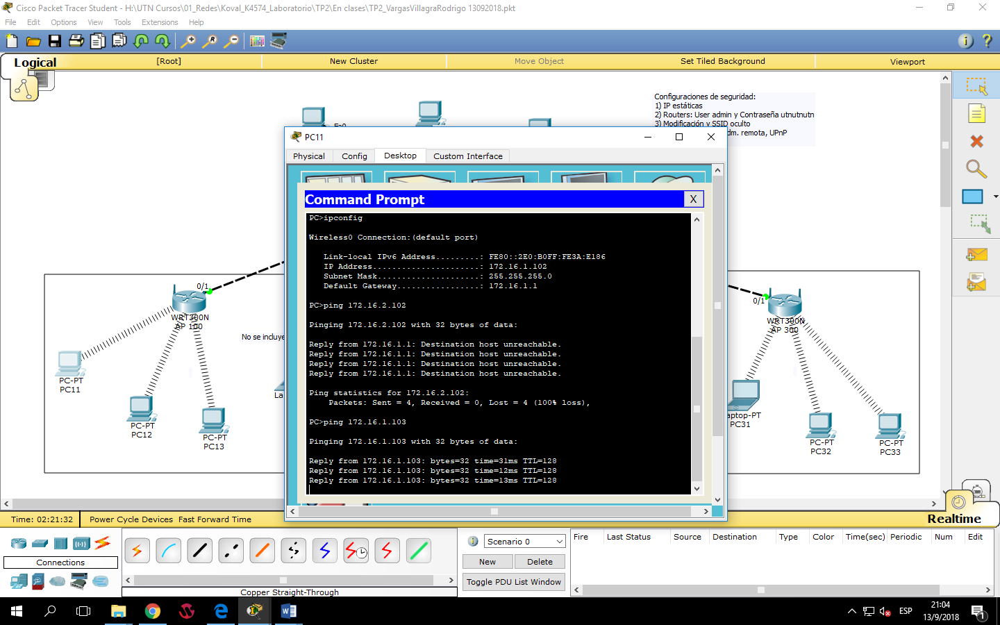 Cisco Packet Tracer Student - H:\UTN Cursos\01_Redes\Koval_K4574_Laboratorio\TP2\En clases\TP2_VargasVillagraRodrigo 13092018.pkt
File Edit Options View Tools Extensions Help
Logical
[Root]
New Cluster
Move Object
Set Tiled Background
Viewport
Configuraciones de seguridad:
1) IP estáticas
2) Routers: User admin y Contraseña utnutnutn
3) Modificación y SSID oculto
dm. remota, UPnP
Fa0
PC11
Physical Config Desktop Custom Interface
Command Prompt
X
PC>ipconfig
Wireless0 Connection:(default port)
Link-local IPv6 Address.........: FE80::2E0:B0FF:FE3A:E186
IP Address......................: 172.16.1.102
Subnet Mask.....................: 255.255.255.0
Default Gateway.................: 172.16.1.1
PC>ping 172.16.2.102
Pinging 172.16.2.102 with 32 bytes of data:
Reply from 172.16.1.1: Destination host unreachable.
Reply from 172.16.1.1: Destination host unreachable.
Reply from 172.16.1.1: Destination host unreachable.
Reply from 172.16.1.1: Destination host unreachable.
Ping statistics for 172.16.2.102:
Packets: Sent = 4, Received = 0, Lost = 4 (100% loss),
PC>ping 172.16.1.103
Pinging 172.16.1.103 with 32 bytes of data:
Reply from 172.16.1.103: bytes=32 time=31ms TTL=128
Reply from 172.16.1.103: bytes=32 time=12ms TTL=128
Reply from 172.16.1.103: bytes=32 time=13ms TTL=128
0/1
WRT300N
AP 100
No se incluye
PC-PT
PC11
PC-PT
PC12
PC-PT
PC13
La
0/1
WRT300N
AP 300
aptop-PT
PC31
PC-PT
PC32
PC-PT
PC33
Time: 02:21:32
Power Cycle Devices Fast Forward Time
Realtime
Connections
Copper Straight-Through
Scenario 0
New
Delete
Toggle PDU List Window
Fire Last Status Source Destination Type Color Time(sec) Periodic Num Edit
ESP
21:04
13/9/2018
1